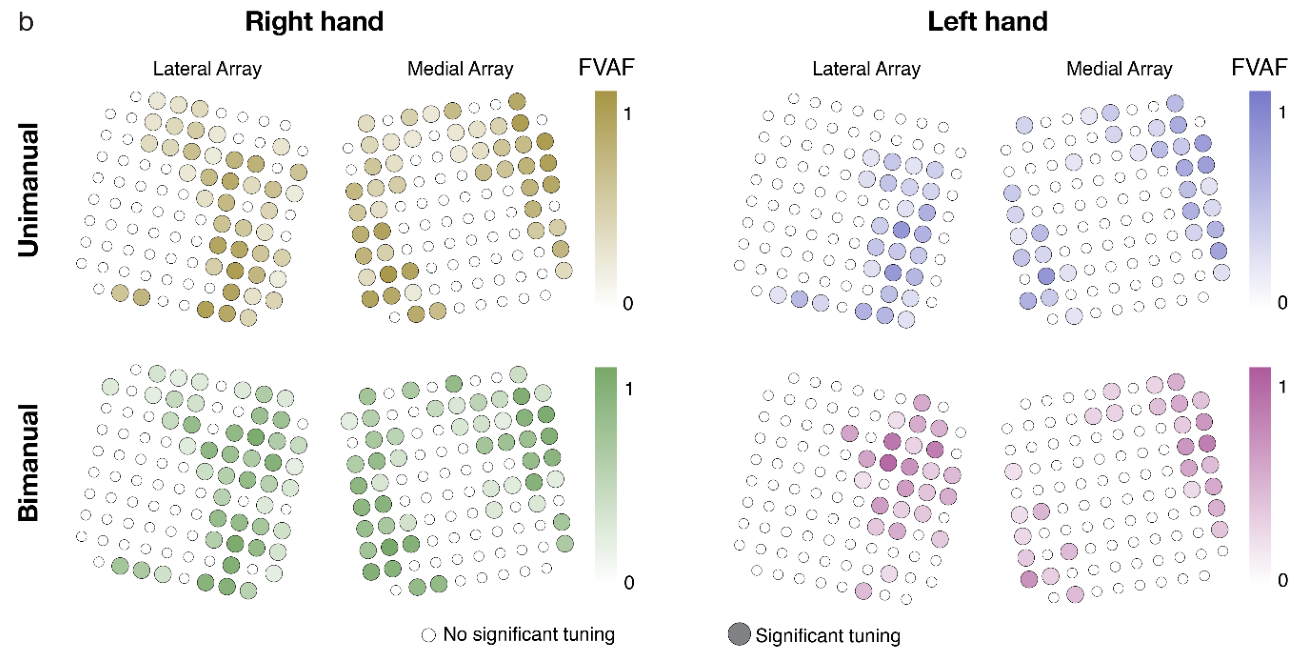 b
Right hand
Left hand
Lateral Array
Medial Array
FVAF
Lateral Array
Medial Array
FVAF
Unimanual
1
0
1
0
Bimanual
1
0
1
0
No significant tuning
Significant tuning